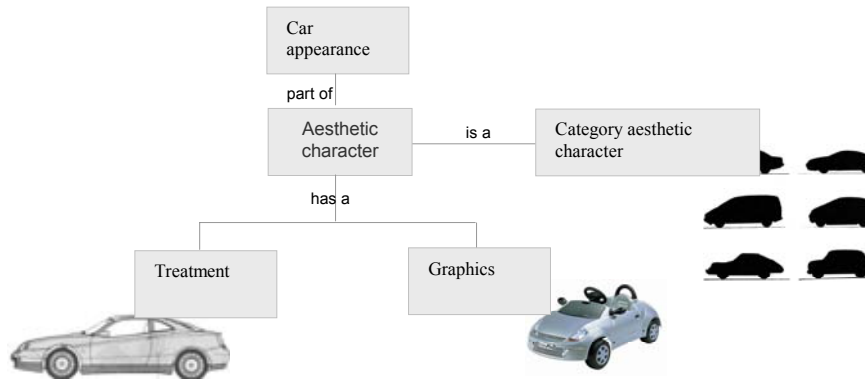 Car
appearance
part of
Aesthetic
character
is a
Category aesthetic
character
has a
Treatment
Graphics